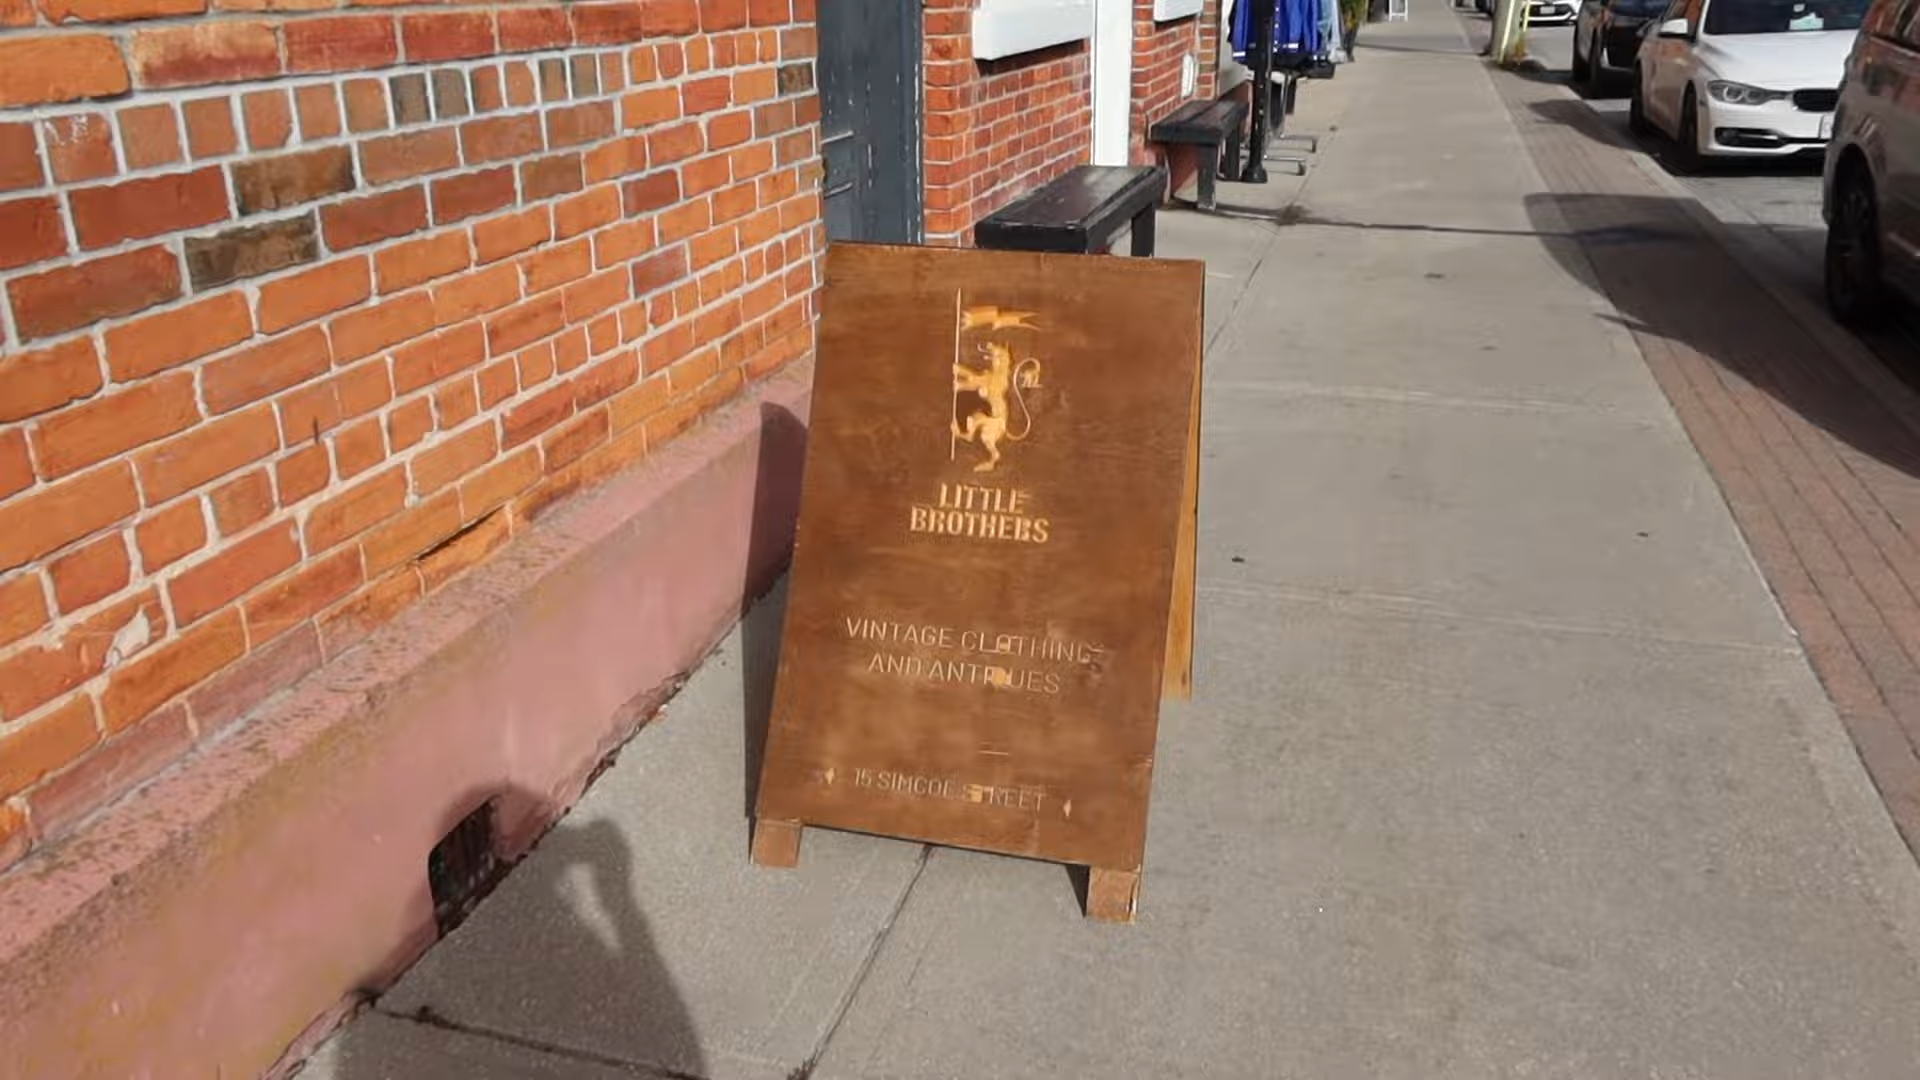 LITTLE
BROTHERS
VINTAGE CLOTHING
AND ANTIQUES
15 SIMCOE STREET